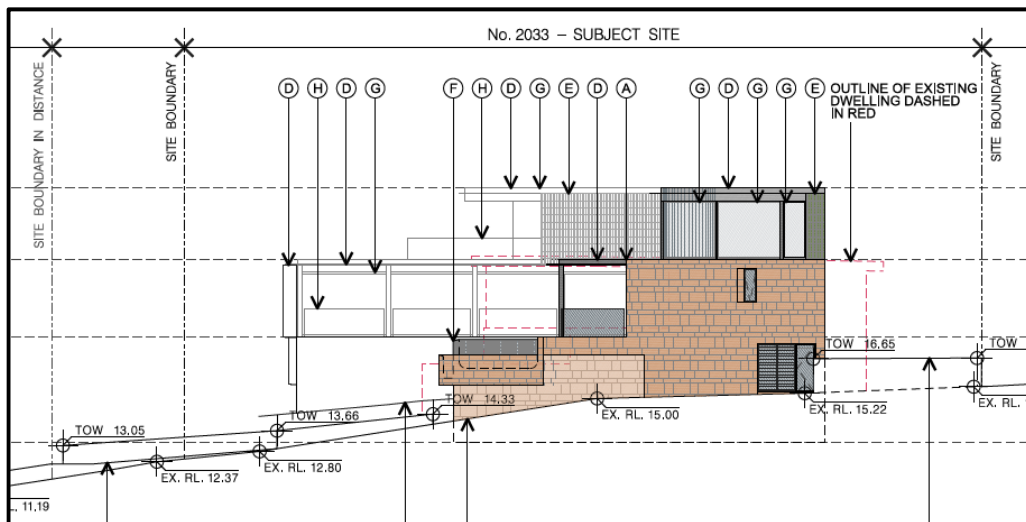 No. 2033 – SUBJECT SITE
SITE BOUNDARY IN DISTANCE
SITE BOUNDARY
D H D G F H D G E D A G D G G E
OUTLINE OF EXISTING
DWELLING DASHED
IN RED
SITE BOUNDARY
TOW 16.65
TOW
TOW 14.33
TOW 13.66
TOW 13.05
EX. RL. 15.00
EX. RL. 15.22
EX. RL.
EX. RL. 12.80
EX. RL. 12.37
L. 11.19